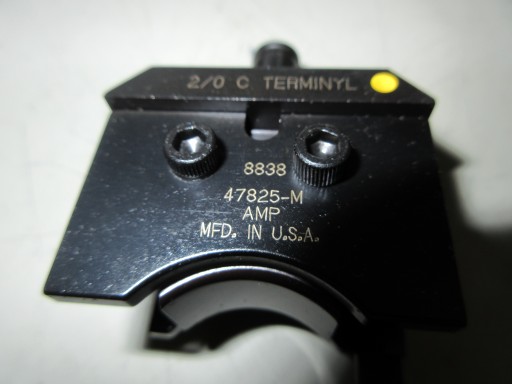 2/0 C TERMINYL
8838
47825-M
AMP
MFD. IN U.S.A.